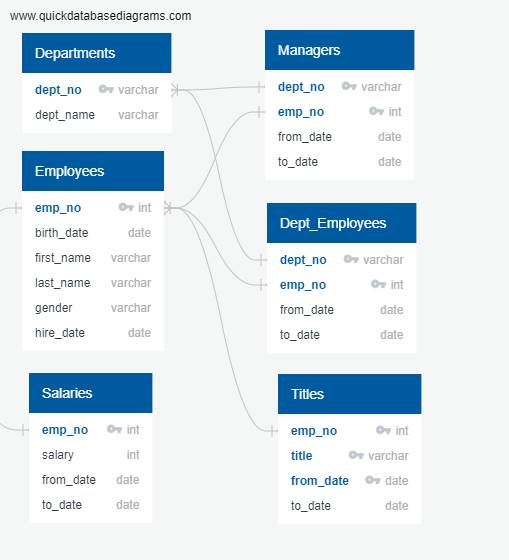 www.quickdatabasediagrams.com
Departments
dept_no varchar
dept_name varchar
Managers
dept_no varchar
emp_no int
from_date date
to_date date
Employees
emp_no int
birth_date date
first_name varchar
last_name varchar
gender varchar
hire_date date
Dept_Employees
dept_no varchar
emp_no int
from_date date
to_date date
Salaries
emp_no int
salary int
from_date date
to_date date
Titles
emp_no int
title varchar
from_date date
to_date date